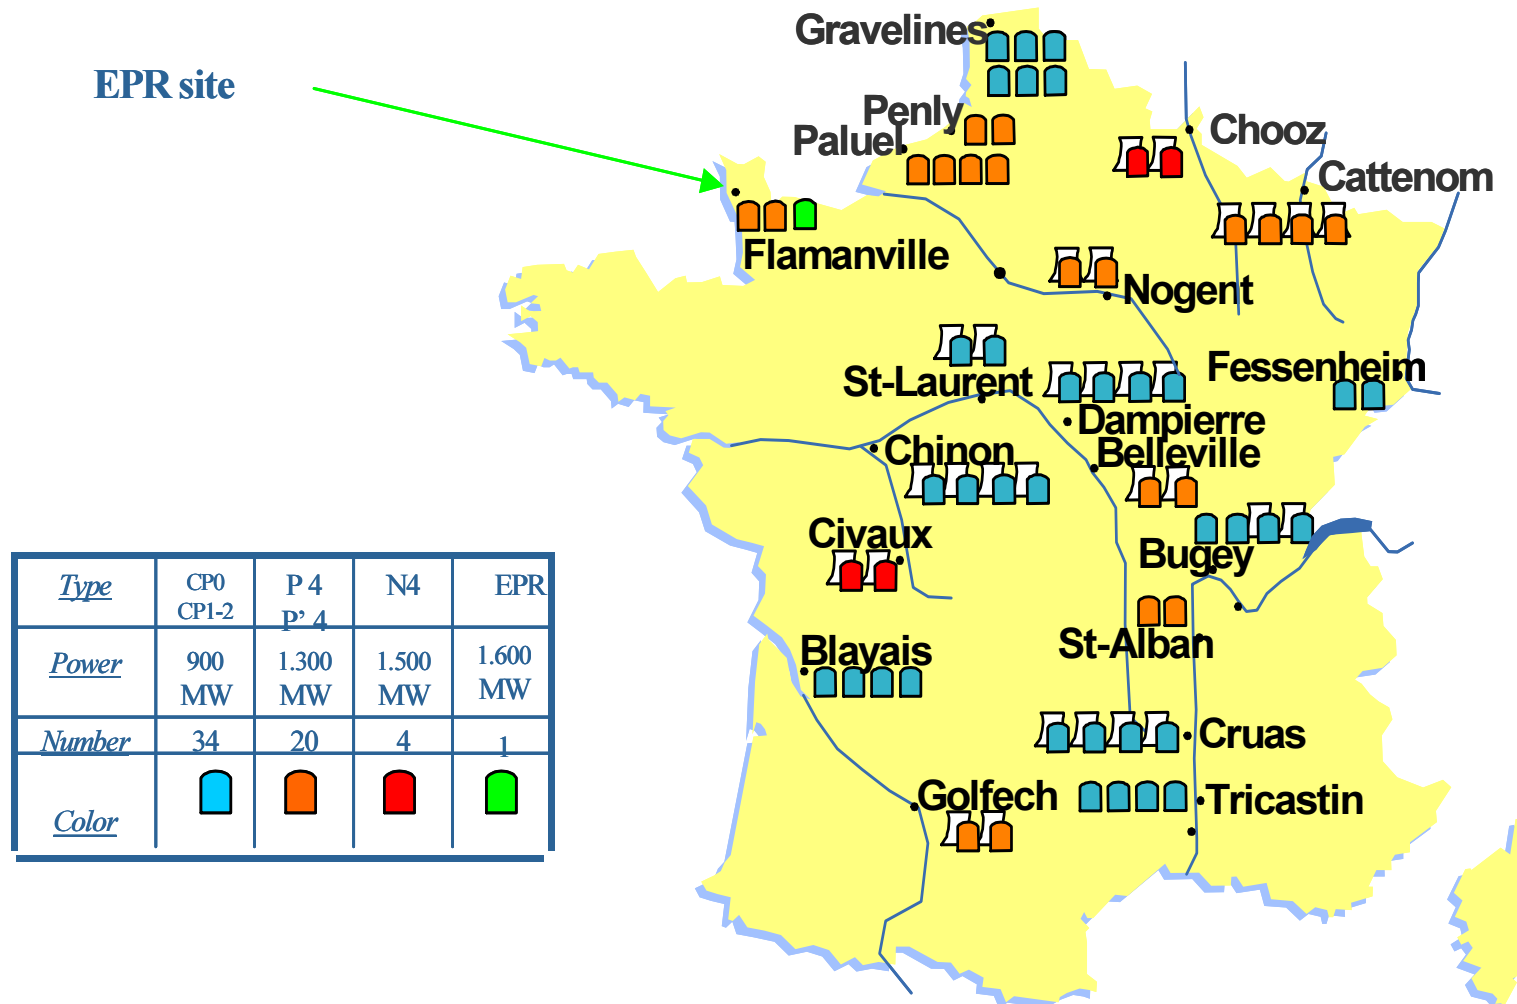 Gravelines
EPR site
Penly
Paluel
Chooz
Cattenom
Flamanville
Nogent
Fessenheim
St-Laurent
Dampierre
Chinon
Belleville
Civaux
Bugey
St-Alban
Blayais
Cruas
Golfech
Tricastin
Type CP0 CP1-2 P 4 P’ 4 N4 EPR
Power 900 MW 1.300 MW 1.500 MW 1.600 MW
Number 34 20 4 1
Color